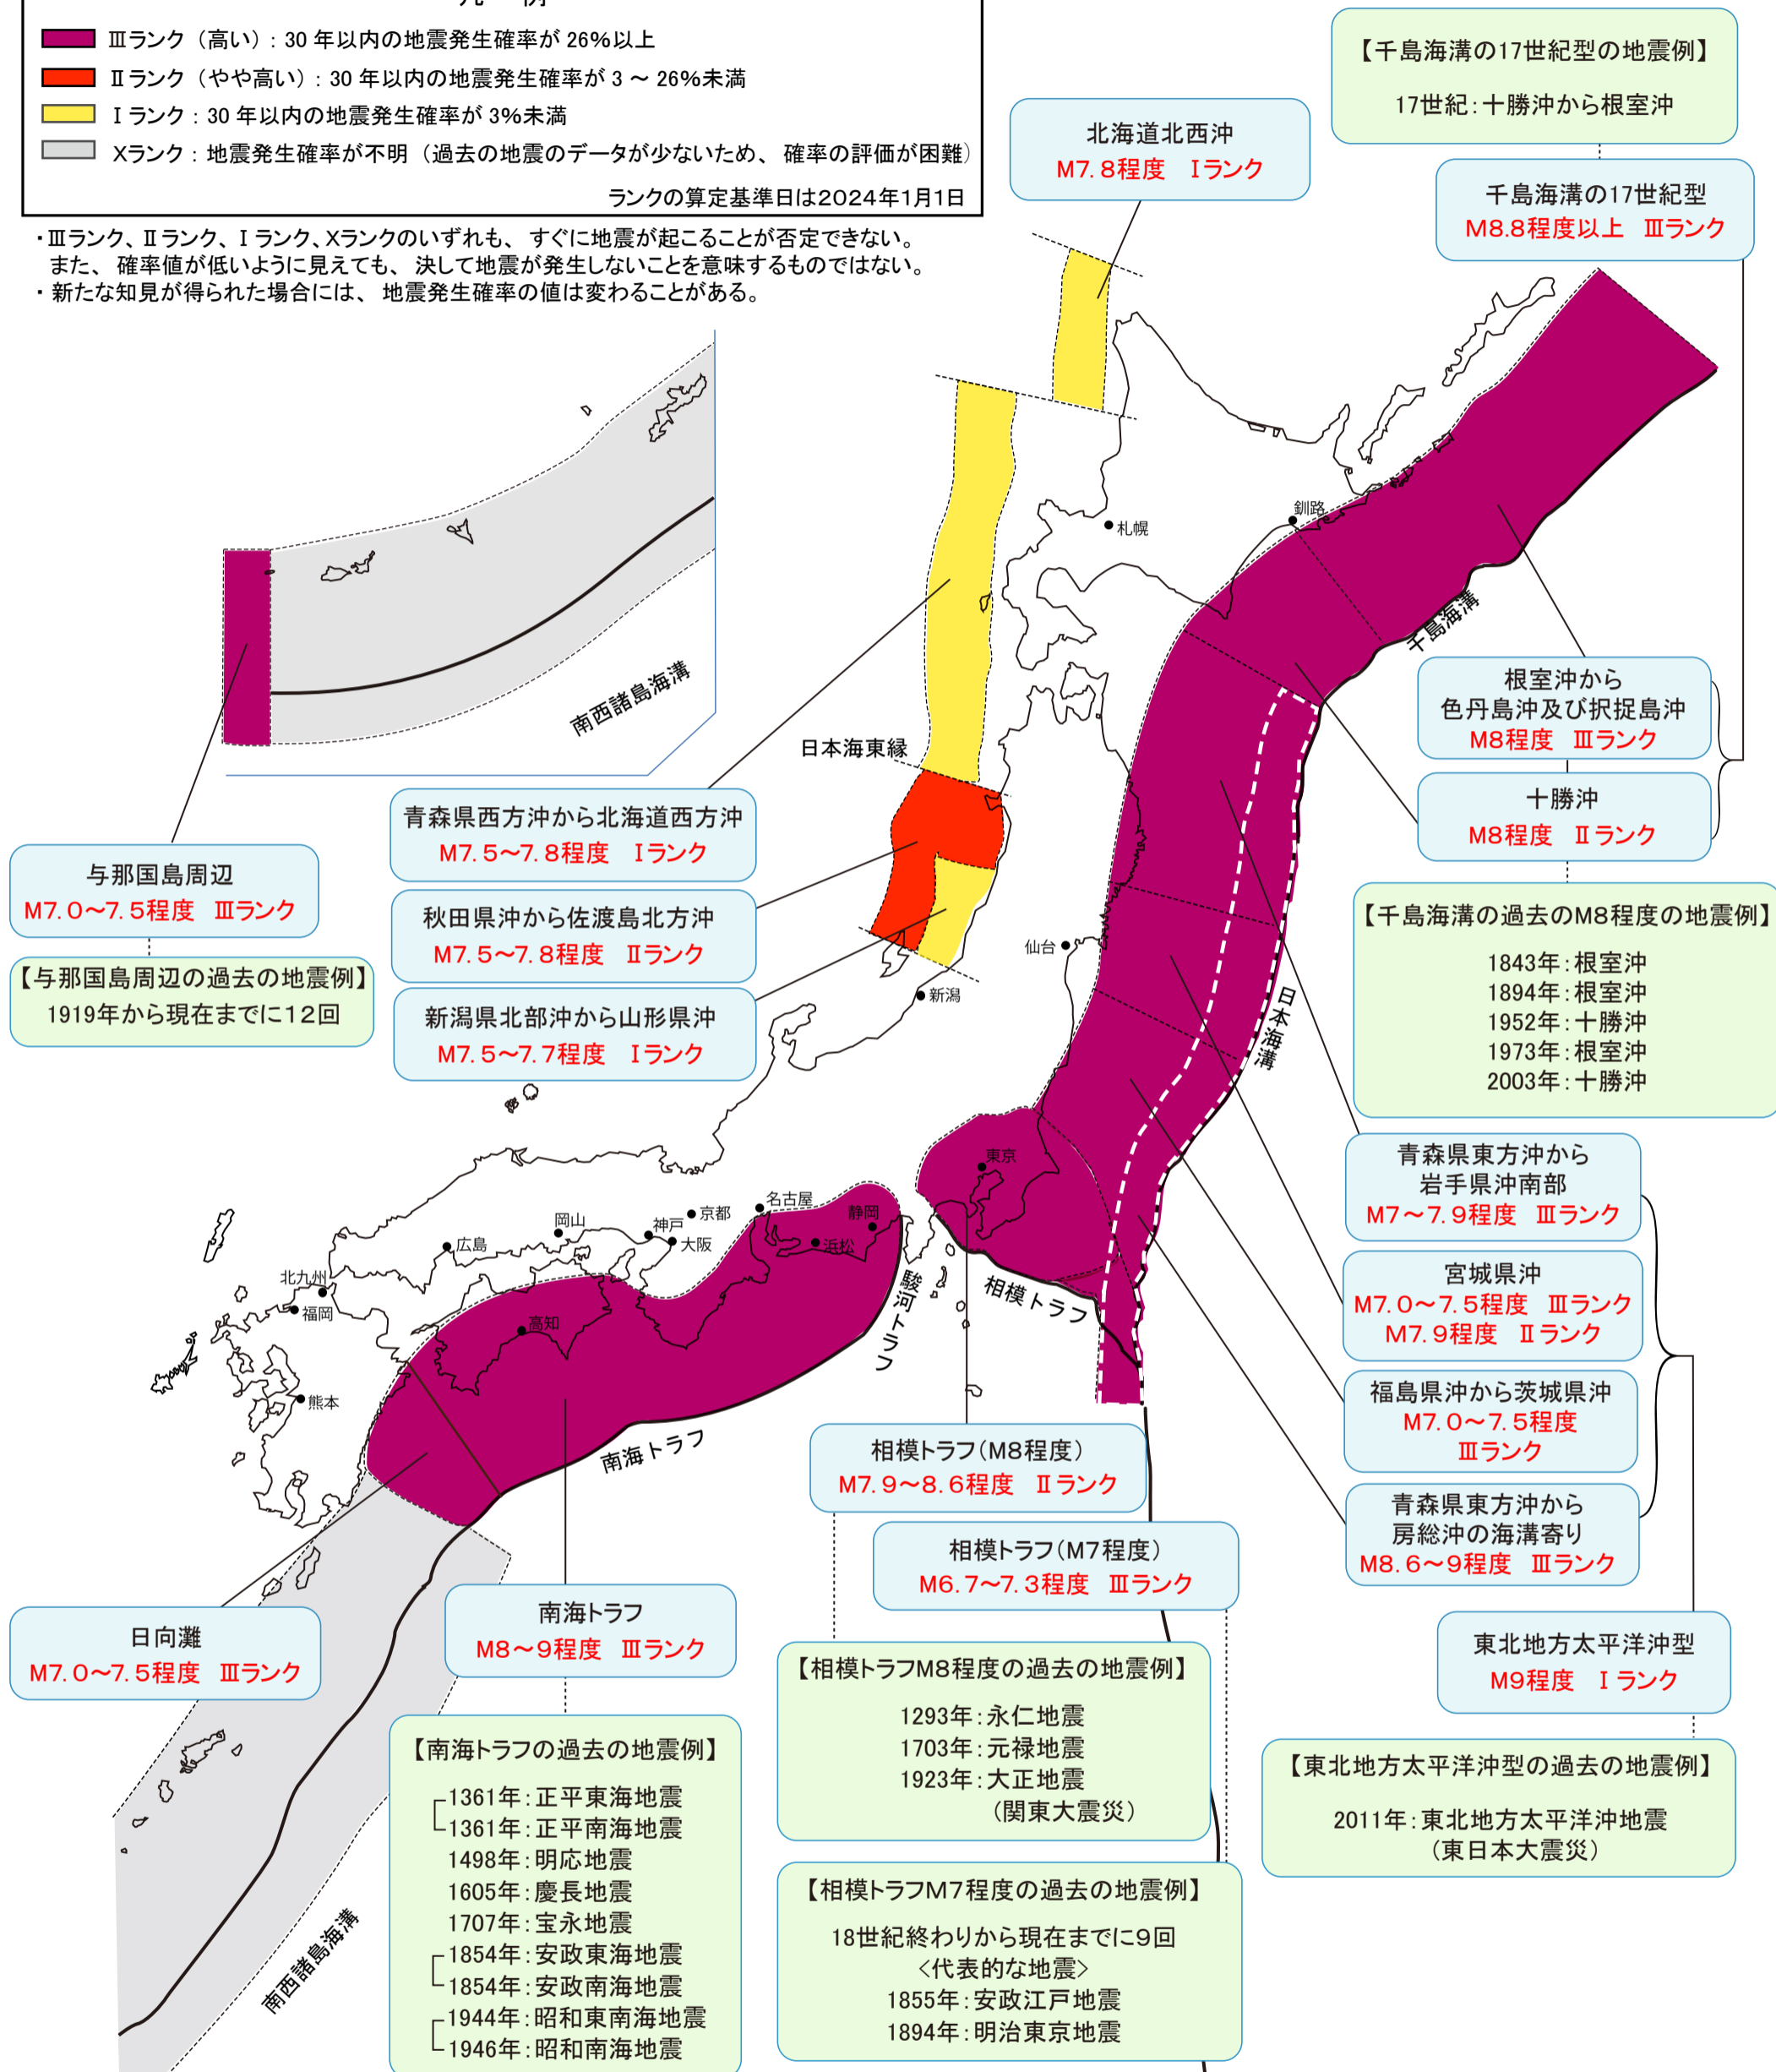 凡 例
Ⅲランク（高い）：30 年以内の地震発生確率が 26%以上
Ⅱランク（やや高い）：30 年以内の地震発生確率が 3 ～ 26%未満
Ⅰランク：30 年以内の地震発生確率が 3%未満
Xランク：地震発生確率が不明（過去の地震のデータが少ないため、確率の評価が困難）
ランクの算定基準日は2024年1月1日
・Ⅲランク、Ⅱランク、Ⅰランク、Xランクのいずれも、すぐに地震が起こることが否定できない。
また、確率値が低いように見えても、決して地震が発生しないことを意味するものではない。
・新たな知見が得られた場合には、地震発生確率の値は変わることがある。
【千島海溝の17世紀型の地震例】
17世紀：十勝沖から根室沖
北海道北西沖
M7.8程度 Ⅰランク
千島海溝の17世紀型
M8.8程度以上 Ⅲランク
釧路
札幌
千島海溝
南西諸島海溝
根室沖から
色丹島沖及び択捉島沖
M8程度 Ⅲランク
日本海東縁
十勝沖
M8程度 Ⅱランク
青森県西方沖から北海道西方沖
M7.5～7.8程度 Ⅰランク
与那国島周辺
M7.0～7.5程度 Ⅲランク
秋田県沖から佐渡島北方沖
M7.5～7.8程度 Ⅱランク
【与那国島周辺の過去の地震例】
1919年から現在までに12回
新潟県北部沖から山形県沖
M7.5～7.7程度 Ⅰランク
仙台
新潟
日本海溝
【千島海溝の過去のM8程度の地震例】
1843年：根室沖
1894年：根室沖
1952年：十勝沖
1973年：根室沖
2003年：十勝沖
青森県東方沖から
岩手県沖南部
M7～7.9程度 Ⅲランク
東京
名古屋
京都
静岡
岡山
神戸
大阪
浜松
広島
北九州
福岡
高知
熊本
駿河トラフ
相模トラフ
南海トラフ
宮城県沖
M7.0～7.5程度 Ⅲランク
M7.9程度 Ⅱランク
福島県沖から茨城県沖
M7.0～7.5程度
Ⅲランク
相模トラフ（M8程度）
M7.9～8.6程度 Ⅱランク
青森県東方沖から
房総沖の海溝寄り
M8.6～9程度 Ⅲランク
相模トラフ（M7程度）
M6.7～7.3程度 Ⅲランク
日向灘
M7.0～7.5程度 Ⅲランク
南海トラフ
M8～9程度 Ⅲランク
東北地方太平洋沖型
M9程度 Ⅰランク
【相模トラフM8程度の過去の地震例】
1293年：永仁地震
1703年：元禄地震
1923年：大正地震
（関東大震災）
【東北地方太平洋沖型の過去の地震例】
2011年：東北地方太平洋沖地震
（東日本大震災）
【南海トラフの過去の地震例】
1361年：正平東海地震
1361年：正平南海地震
1498年：明応地震
1605年：慶長地震
1707年：宝永地震
1854年：安政東海地震
1854年：安政南海地震
1944年：昭和東南海地震
1946年：昭和南海地震
【相模トラフM7程度の過去の地震例】
18世紀終わりから現在までに9回
＜代表的な地震＞
1855年：安政江戸地震
1894年：明治東京地震
南西諸島海溝